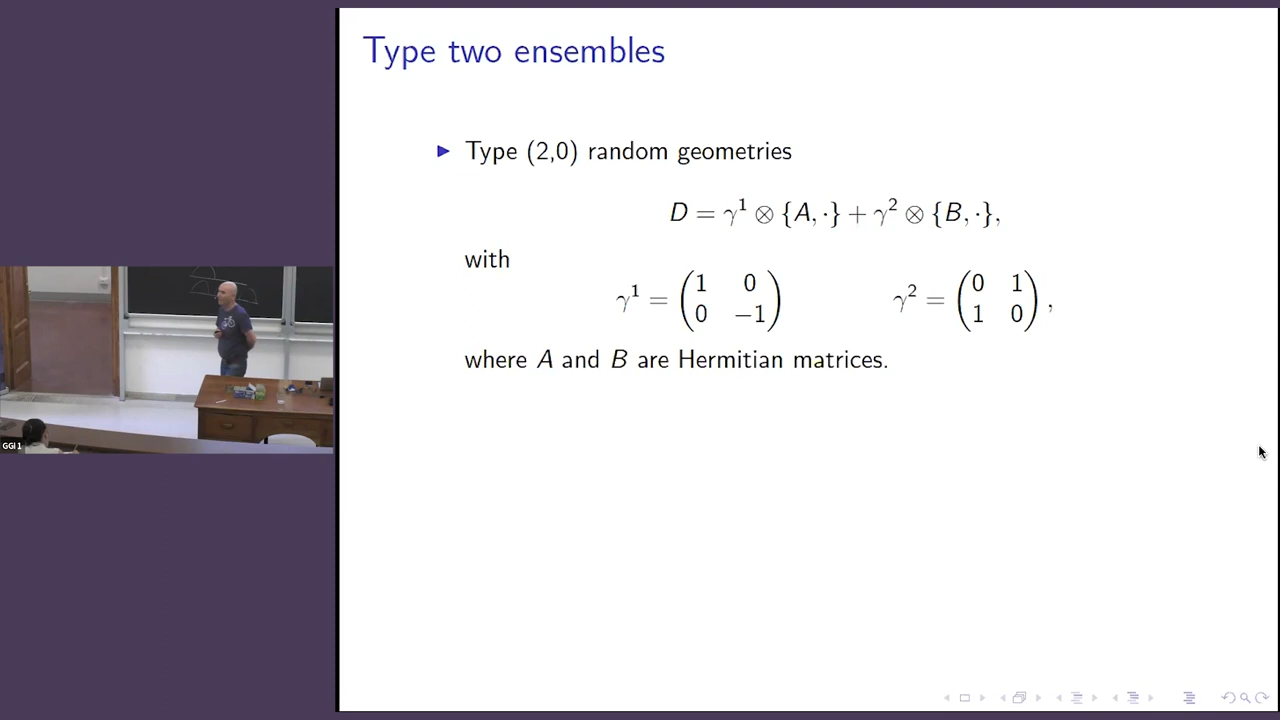 Type two ensembles
▶ Type (2,0) random geometries
D = γ¹ ⊗ {A, ·} + γ² ⊗ {B, ·},
with
γ¹ = (1 0; 0 −1) γ² = (0 1; 1 0),
where A and B are Hermitian matrices.
GGI 1